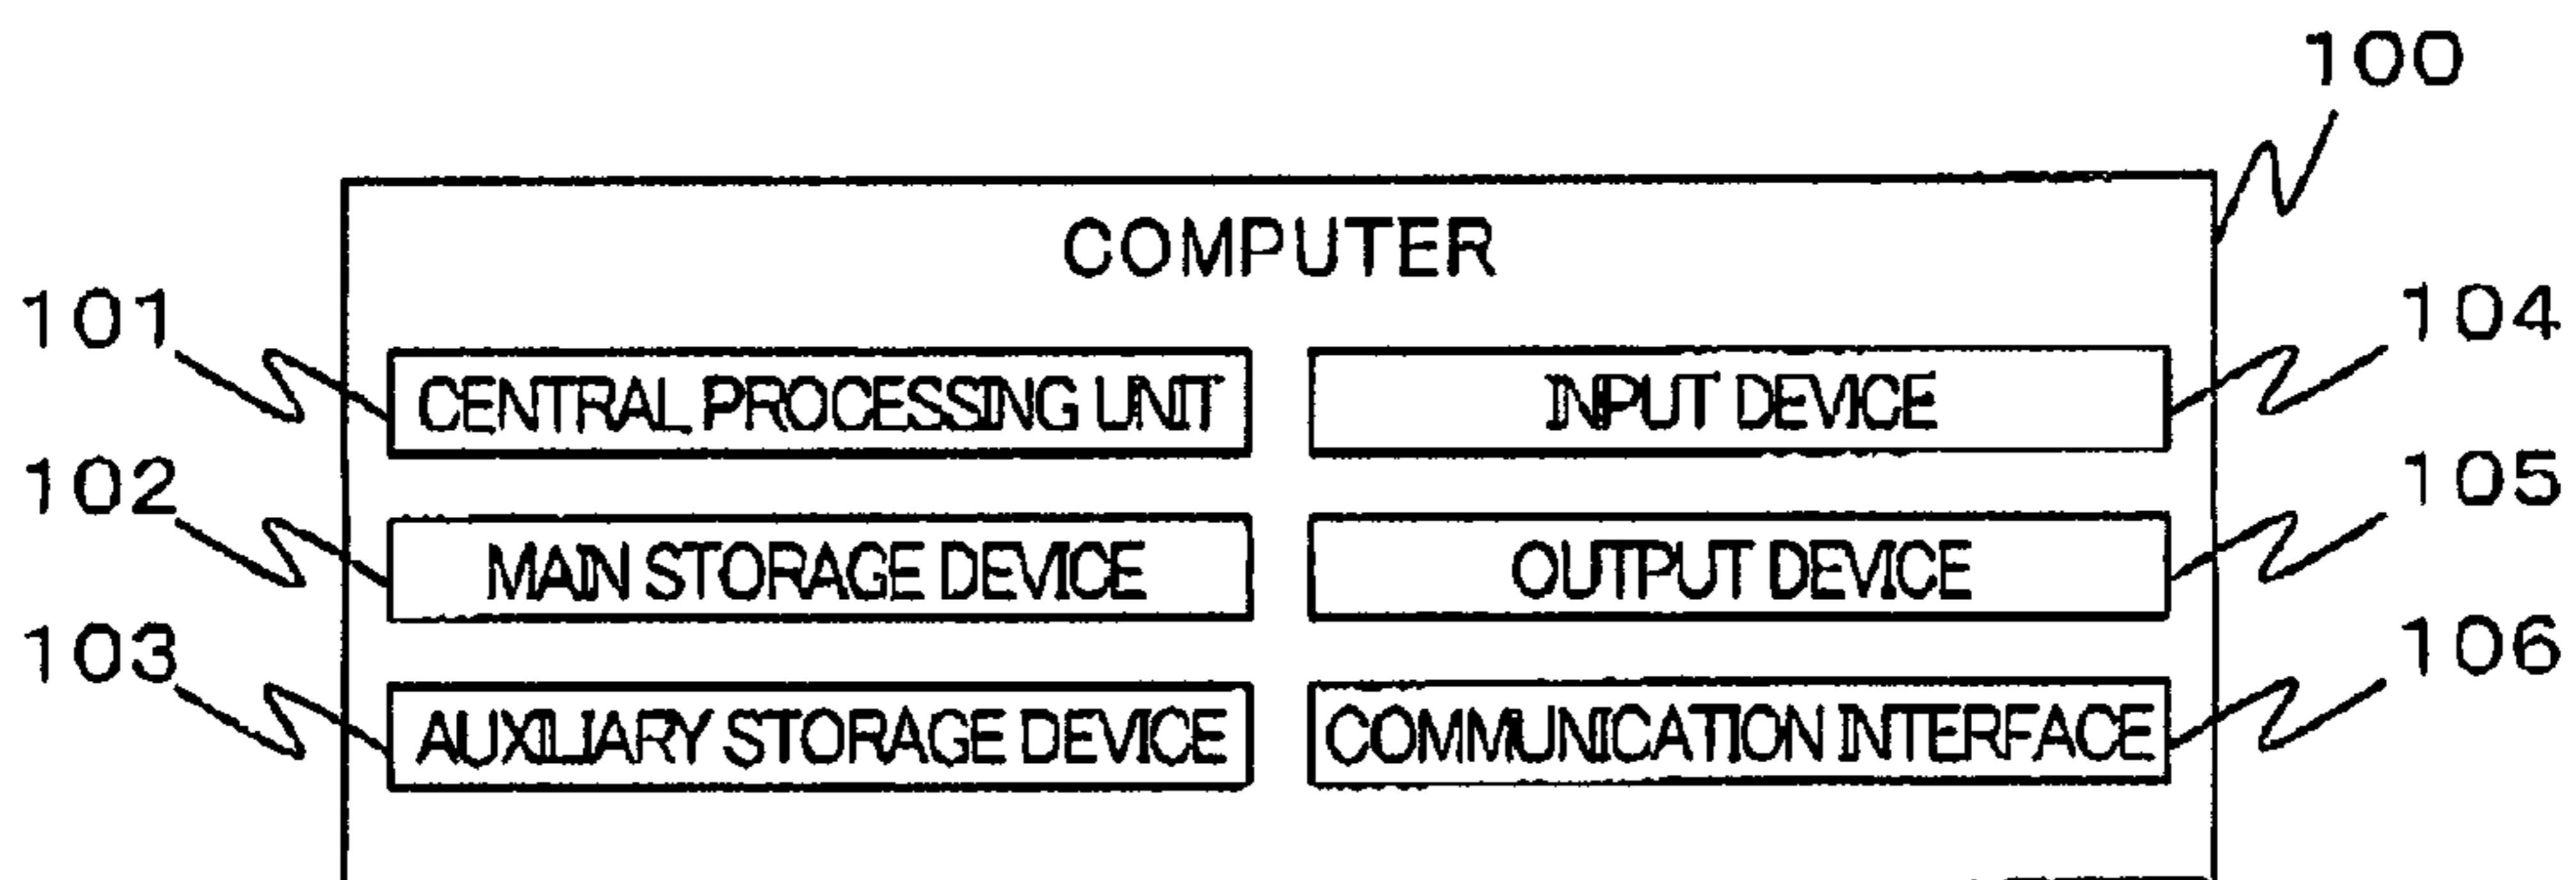 100
COMPUTER
101 CENTRAL PROCESSING UNIT INPUT DEVICE 104
102 MAIN STORAGE DEVICE OUTPUT DEVICE 105
103 AUXILIARY STORAGE DEVICE COMMUNICATION INTERFACE 106